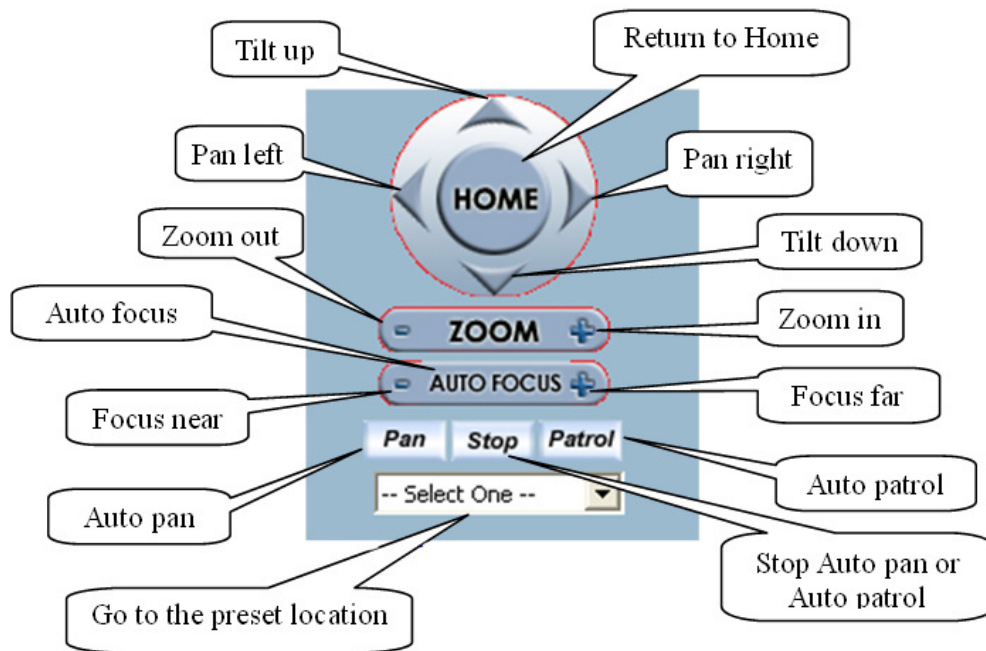 Tilt up
Return to Home
Pan left
Pan right
HOME
Zoom out
Tilt down
Auto focus
- ZOOM +
Zoom in
- AUTO FOCUS +
Focus near
Focus far
Pan
Stop
Patrol
Auto pan
-- Select One --
Auto patrol
Go to the preset location
Stop Auto pan or
Auto patrol